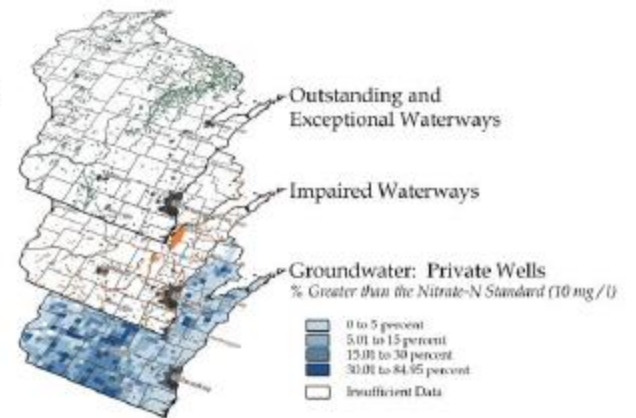 Outstanding and
Exceptional Waterways
Impaired Waterways
Groundwater: Private Wells
% Greater than the Nitrate-N Standard (10 mg/l)
0 to 5 percent
5.01 to 15 percent
15.01 to 30 percent
30.01 to 84.95 percent
Insufficient Data